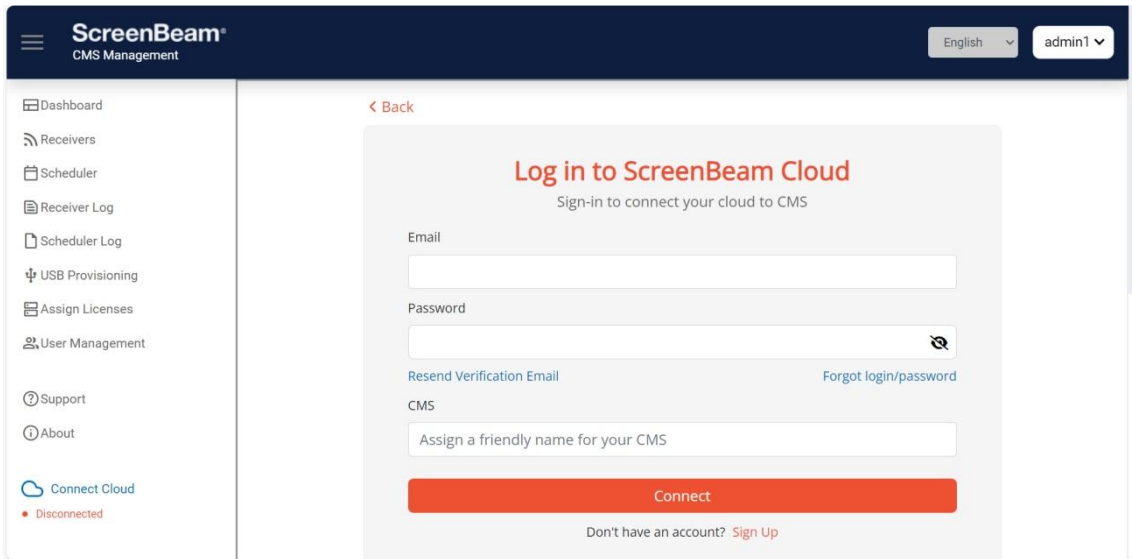 ScreenBeam®
CMS Management
English
admin1
Dashboard
Receivers
Scheduler
Receiver Log
Scheduler Log
USB Provisioning
Assign Licenses
User Management
Support
About
Connect Cloud
Disconnected
Back
Log in to ScreenBeam Cloud
Sign-in to connect your cloud to CMS
Email
Password
Resend Verification Email
Forgot login/password
CMS
Assign a friendly name for your CMS
Connect
Don't have an account? Sign Up